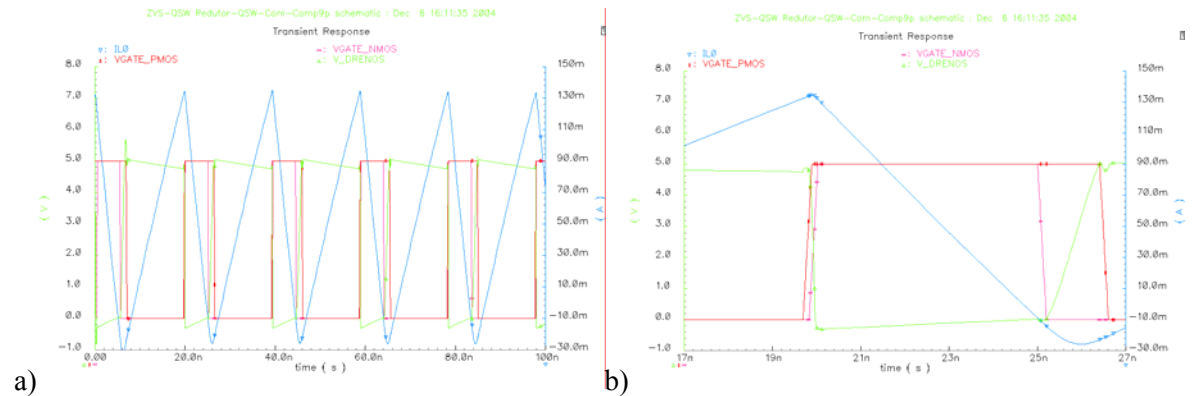 ZVS-QSW Redutor-QSW-Com-Comp9p schematic : Dec 6 16:11:35 2004
Transient Response
▿: IL0
▫: VGATE_NMOS
▵: VGATE_PMOS
▵: V_DRENOS
8.0
7.0
6.0
5.0
4.0
3.0
2.0
1.0
0.0
-1.0
( V )
150m
130m
110m
90.0m
70.0m
50.0m
30.0m
10.0m
-10.0m
-30.0m
( A )
0.00
20.0n
40.0n
60.0n
80.0n
100n
time ( s )
a)
ZVS-QSW Redutor-QSW-Com-Comp9p schematic : Dec 6 16:11:35 2004
Transient Response
▿: IL0
▫: VGATE_NMOS
▵: VGATE_PMOS
▵: V_DRENOS
8.0
7.0
6.0
5.0
4.0
3.0
2.0
1.0
0.0
-1.0
( V )
150m
130m
110m
90.0m
70.0m
50.0m
30.0m
10.0m
-10.0m
-30.0m
( A )
17n
19n
21n
23n
25n
27n
time ( s )
b)